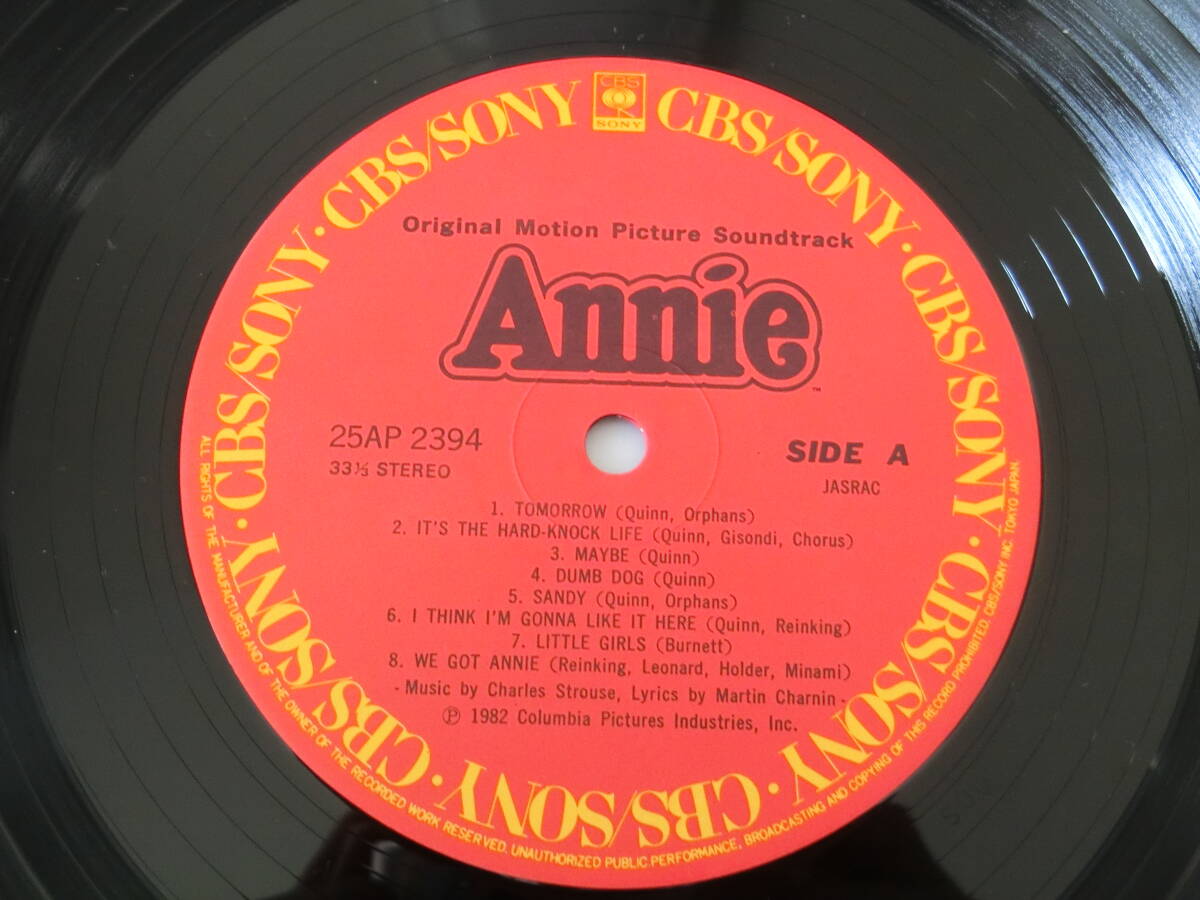 CBS
SONY
CBS/SONY · CBS/SONY · CBS/SONY · CBS/SONY · CBS/SONY · CBS/SONY · CBS/SONY · CBS/SONY
Original Motion Picture Soundtrack
Annie
TM
25AP 2394
33⅓ STEREO
SIDE A
JASRAC
1. TOMORROW (Quinn, Orphans)
2. IT'S THE HARD-KNOCK LIFE (Quinn, Gisondi, Chorus)
3. MAYBE (Quinn)
4. DUMB DOG (Quinn)
5. SANDY (Quinn, Orphans)
6. I THINK I'M GONNA LIKE IT HERE (Quinn, Reinking)
7. LITTLE GIRLS (Burnett)
8. WE GOT ANNIE (Reinking, Leonard, Holder, Minami)
- Music by Charles Strouse, Lyrics by Martin Charnin -
℗ 1982 Columbia Pictures Industries, Inc.
ALL RIGHTS OF THE MANUFACTURER AND OF THE OWNER OF THE RECORDED WORK RESERVED. UNAUTHORIZED PUBLIC PERFORMANCE, BROADCASTING AND COPYING OF THIS RECORD PROHIBITED. CBS/SONY INC. TOKYO JAPAN.